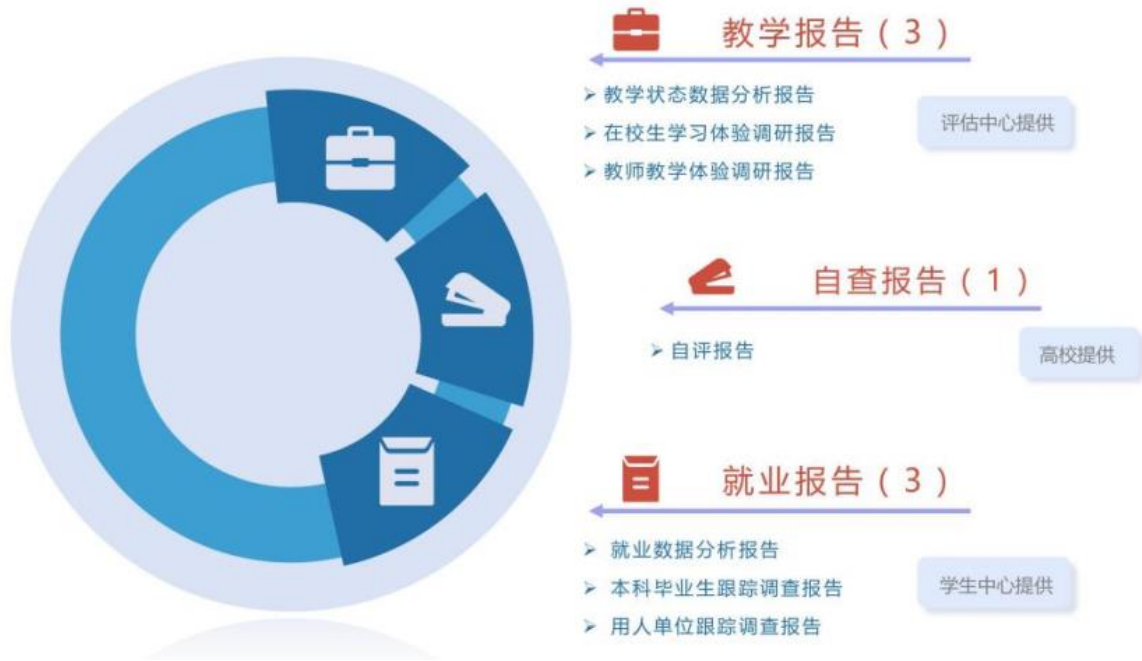 教学报告（3）
➢ 教学状态数据分析报告
➢ 在校生学习体验调研报告
➢ 教师教学体验调研报告
评估中心提供
自查报告（1）
➢ 自评报告
高校提供
就业报告（3）
➢ 就业数据分析报告
➢ 本科毕业生跟踪调查报告
➢ 用人单位跟踪调查报告
学生中心提供